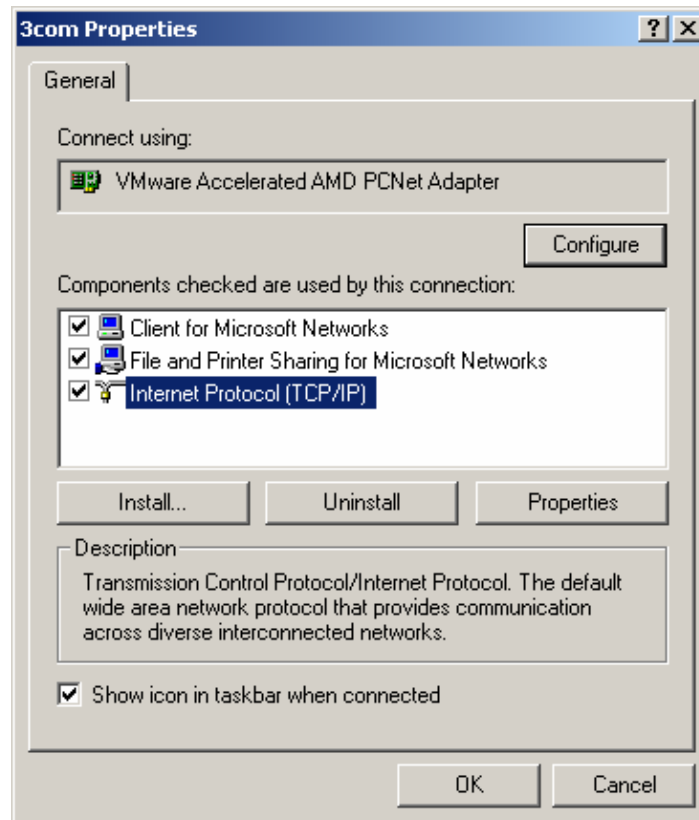 3com Properties
General
Connect using:
VMware Accelerated AMD PCNet Adapter
Configure
Components checked are used by this connection:
Client for Microsoft Networks
File and Printer Sharing for Microsoft Networks
Internet Protocol (TCP/IP)
Install... Uninstall Properties
Description
Transmission Control Protocol/Internet Protocol. The default
wide area network protocol that provides communication
across diverse interconnected networks.
Show icon in taskbar when connected
OK Cancel